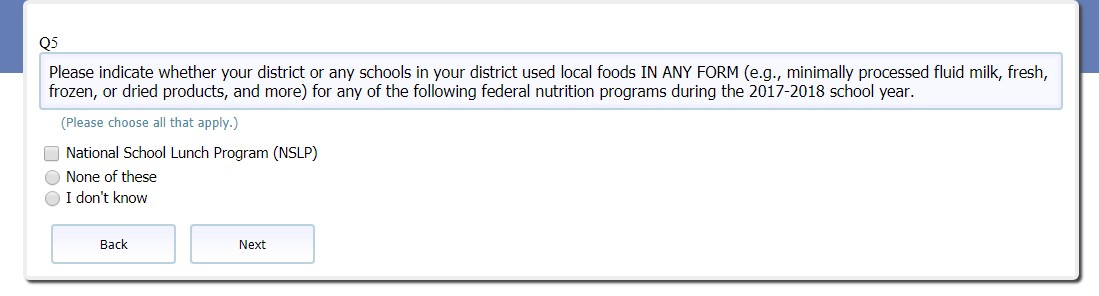 Q5
Please indicate whether your district or any schools in your district used local foods IN ANY FORM (e.g., minimally processed fluid milk, fresh,
frozen, or dried products, and more) for any of the following federal nutrition programs during the 2017-2018 school year.
(Please choose all that apply.)
National School Lunch Program (NSLP)
None of these
I don't know
Back Next